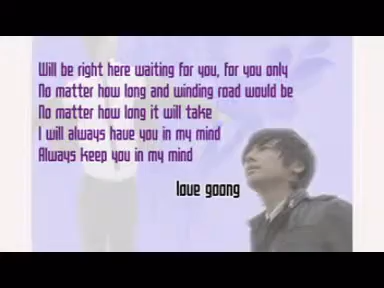 Will be right here waiting for you, for you only
No matter how long and winding road would be
No matter how long it will take
I will always have you in my mind
Always keep you in my mind
love goong